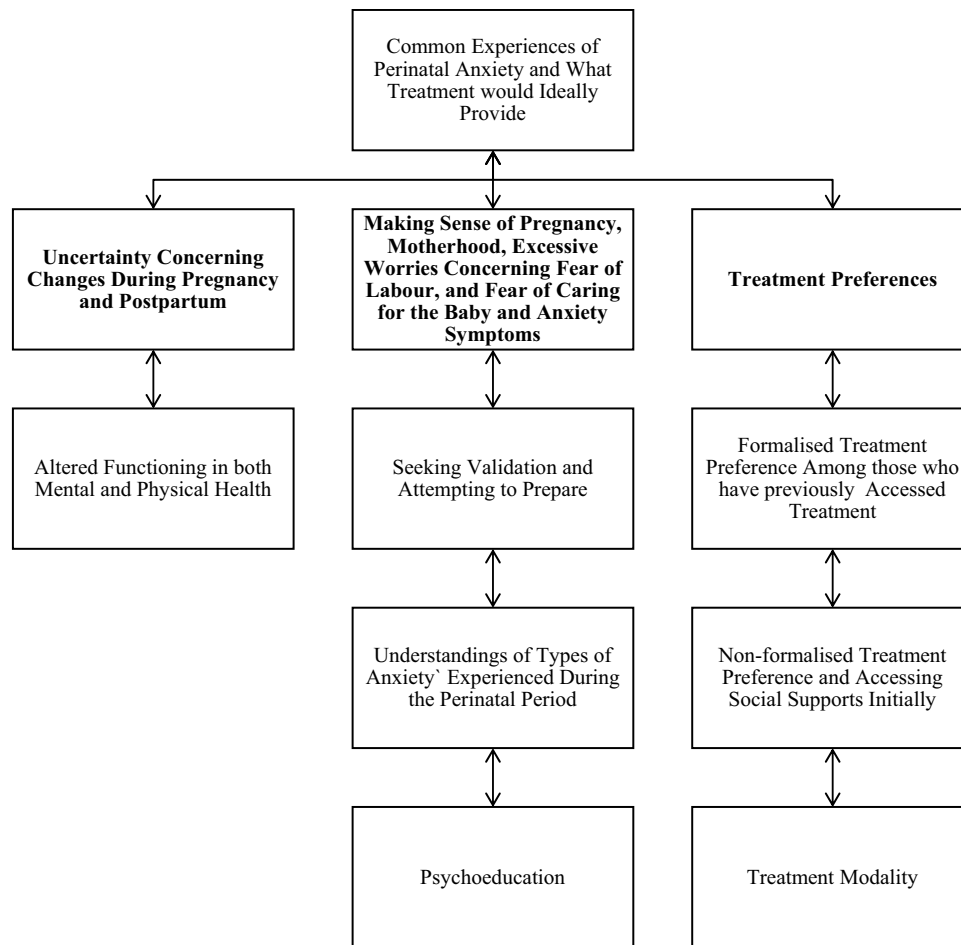 Common Experiences of
Perinatal Anxiety and What
Treatment would Ideally
Provide
Uncertainty Concerning
Changes During Pregnancy
and Postpartum
Making Sense of Pregnancy,
Motherhood, Excessive
Worries Concerning Fear of
Labour, and Fear of Caring
for the Baby and Anxiety
Symptoms
Treatment Preferences
Altered Functioning in both
Mental and Physical Health
Seeking Validation and
Attempting to Prepare
Formalised Treatment
Preference Among those who
have previously Accessed
Treatment
Understandings of Types of
Anxiety` Experienced During
the Perinatal Period
Non-formalised Treatment
Preference and Accessing
Social Supports Initially
Psychoeducation
Treatment Modality